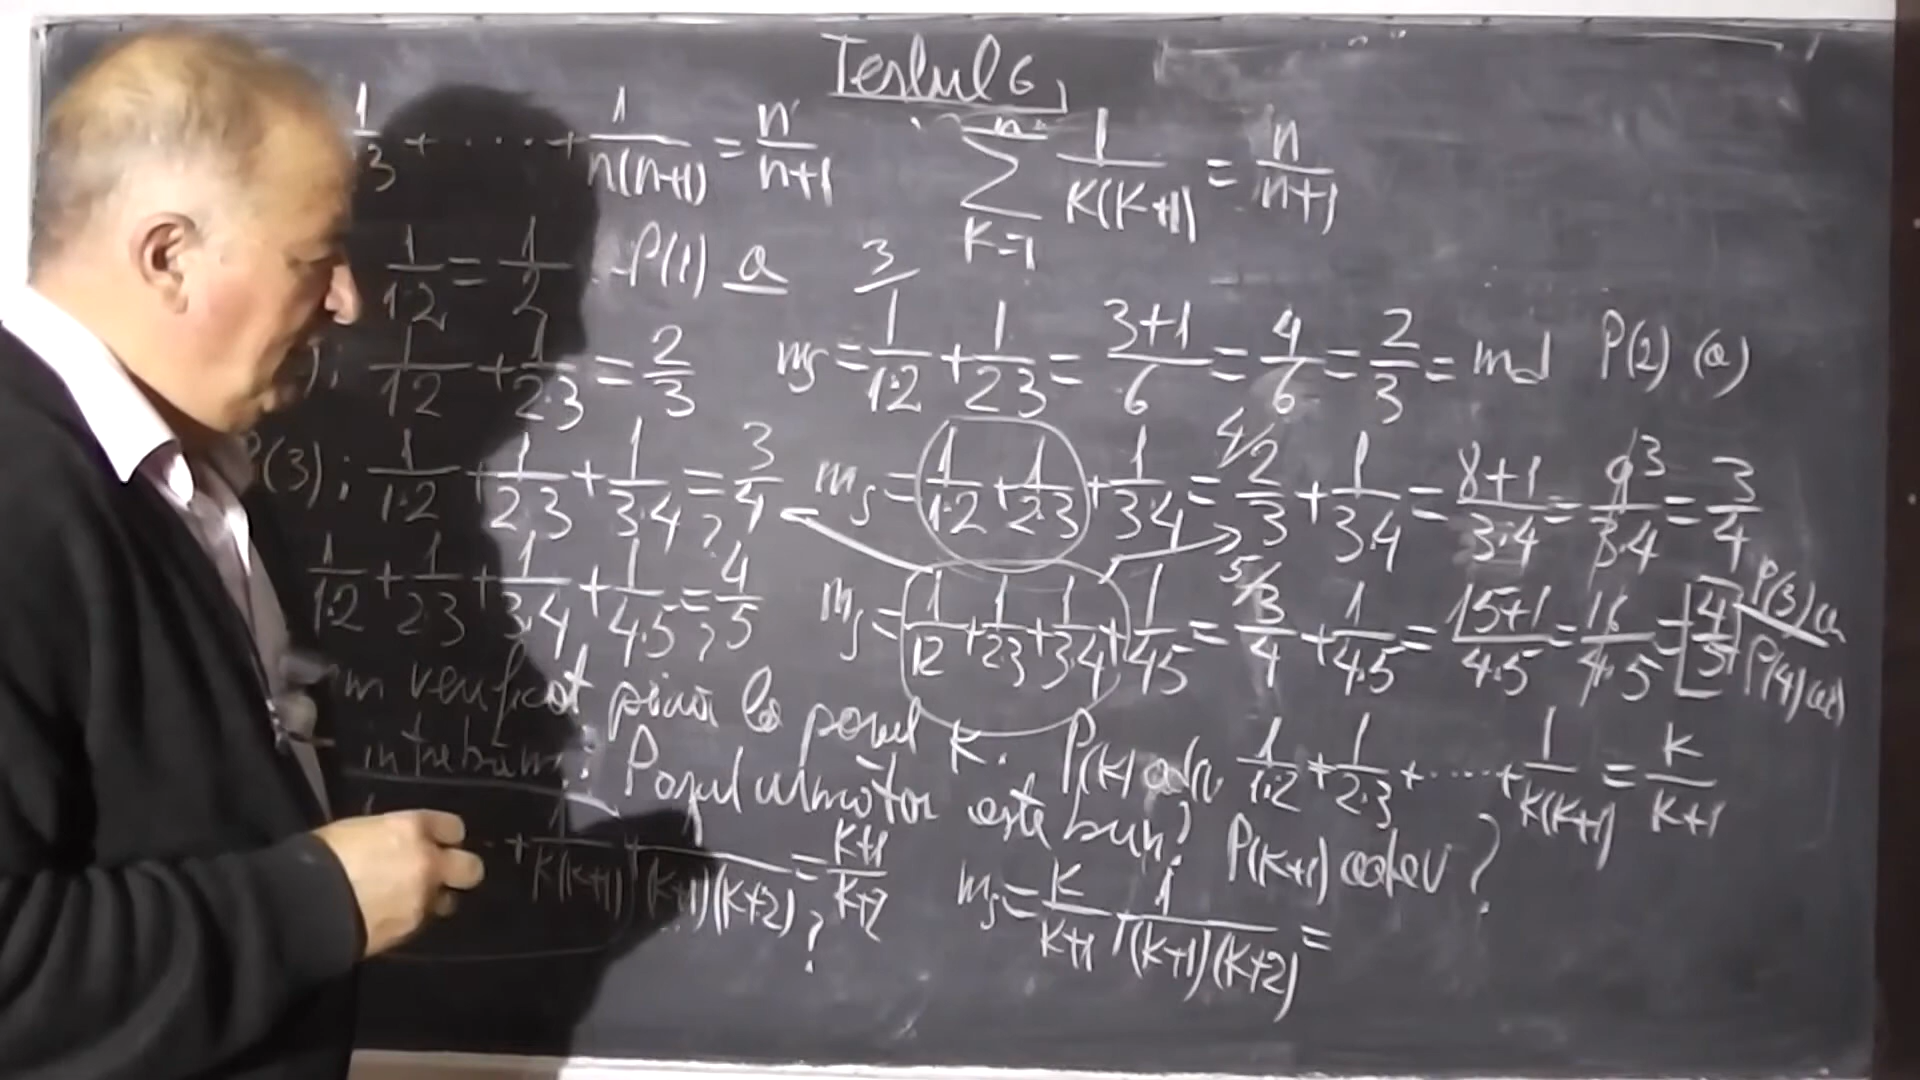 Testul 6
1/3 + ..... + 1/n(n+1) = n/n+1
n ∑ K=1 1/K(K+1) = n/n+1
1/1·2 = 1/2 P(1) a
): 1/1·2 + 1/2·3 = 2/3
ms = 3/ 1/1·2 + 1/2·3 = 3+1/6 = 4/6 = 2/3 = md P(2) (a)
P(3): 1/1·2 + 1/2·3 + 1/3·4 = 3/4 ?
ms = 1/1·2 + 1/2·3 + 1/3·4 = 4/ 2/3 + 1/3·4 = 8+1/3·4 = 9 3/3·4 = 3/4 P(3) a
1/1·2 + 1/2·3 + 1/3·4 + 1/4·5 = 4/5 ?
ms = 1/1·2 + 1/2·3 + 1/3·4 + 1/4·5 = 5/ 3/4 + 1/4·5 = 15+1/4·5 = 16/4·5 = 4/5 P(4)
m verificat până la pasul K. P(K) adev 1/1·2 + 1/2·3 + ..... + 1/K(K+1) = K/K+1
întrebăm: Pasul următor este bun? P(K+1) adev?
.. + 1/K(K+1) + 1/(K+1)(K+2) = K+1/K+2 ?
ms = K/K+1 + 1/(K+1)(K+2) =